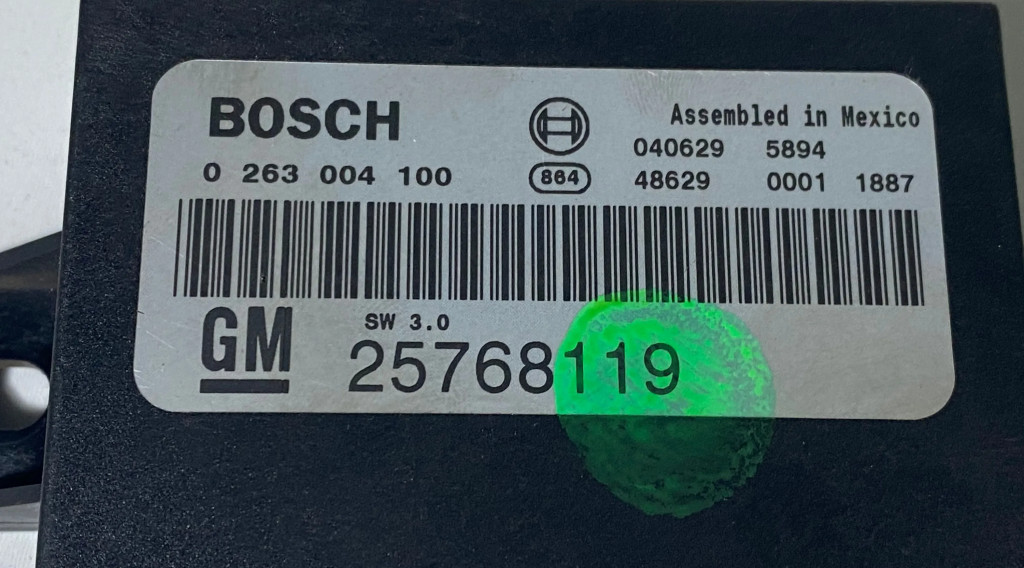 BOSCH
Assembled in Mexico
040629 5894
0 263 004 100
864
48629 0001 1887
GM
SW 3.0
25768119